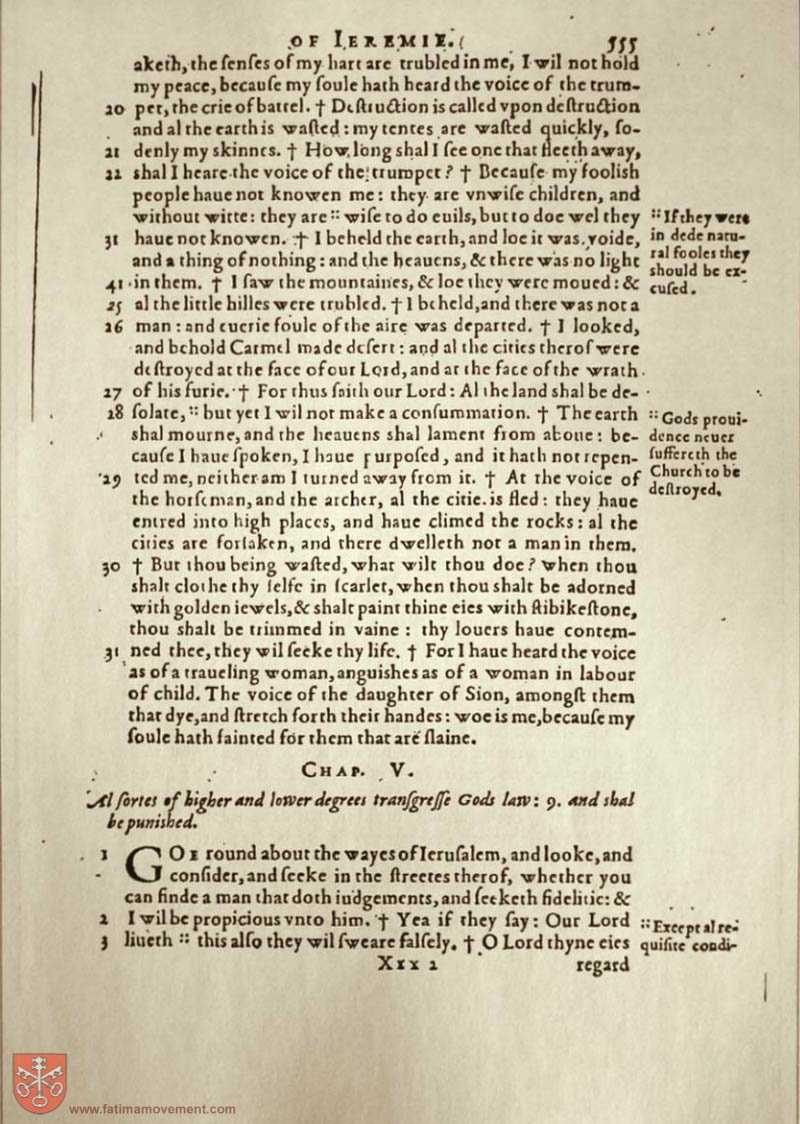 OF IEREMIE. 555
aketh, the ſenſes of my hart are trubled in me, I wil not hold
my peace, becauſe my ſoule hath heard the voice of the trum-
20 pet, the crie of battel. † Deſtruction is called vpon deſtruction
and al the earth is waſted : my tentes are waſted quickly, ſo-
21 denly my skinnes. † How long shal I ſee one that fleeth away,
22 shal I heare the voice of the trumpet? † Becauſe my foolish
people haue not knowen me : they are vnwiſe children, and
without witte: they are :: wiſe to do euils, but to doe wel they
31 haue not knowen. † I beheld the earth, and loe it was voide,
and a thing of nothing : and the heauens, & there was no light
41 in them. † I ſaw the mountaines, & loe they were moued : &
25 al the little hilles were trubled. † I beheld, and there was not a
26 man : and euerie foule of the aire was departed. † I looked,
and behold Carmel made deſert : and al the cities therof were
deſtroyed at the face of our Lord, and at the face of the wrath
27 of his furie. † For thus ſaith our Lord: Al the land shal be de-
28 ſolate, :: but yet I wil not make a conſummation. † The earth
shal mourne, and the heauens shal lament from aboue : be-
cauſe I haue ſpoken, I haue purpoſed, and it hath not repen-
29 ted me, neither am I turned away from it. † At the voice of
the horſeman, and the archer, al the citie is fled : they haue
entred into high places, and haue climed the rocks : al the
cities are forſaken, and there dwelleth not a man in them.
30 † But thou being waſted, what wilt thou doe? when thou
shalt clothe thy ſelfe in ſcarlet, when thou shalt be adorned
with golden iewels, & shalt paint thine eies with ſtibikeſtone,
thou shalt be trimmed in vaine : thy louers haue contem-
31 ned thee, they wil ſeeke thy life. † For I haue heard the voice
as of a traueling woman, anguishes as of a woman in labour
of child. The voice of the daughter of Sion, amongſt them
that dye, and ſtretch forth their handes : woe is me, becauſe my
ſoule hath fainted for them that are ſlaine.
:: If they were
in dede natu-
ral fooles they
should be ex-
cuſed.
:: Gods proui-
dence neuer
ſuffereth the
Church to be
deſtroyed.
CHAP. V.
Al ſortes of higher and lower degrees tranſgreſſe Gods law : 9. and shal
be punished.
1 GOE round about the wayes of Ieruſalem, and looke, and
conſider, and ſeeke in the ſtreetes therof, whether you
can finde a man that doth iudgements, and ſeeketh fidelitie: &
2 I wil be propicious vnto him. † Yea if they ſay : Our Lord
3 liueth :: this alſo they wil ſweare falſely. † O Lord thyne eies
:: Except al re-
quiſite condi-
Xxx 2 regard
www.fatimamovement.com